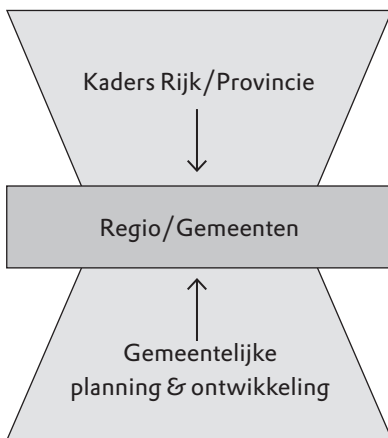 Kaders Rijk/Provincie
Regio/Gemeenten
Gemeentelijke
planning & ontwikkeling